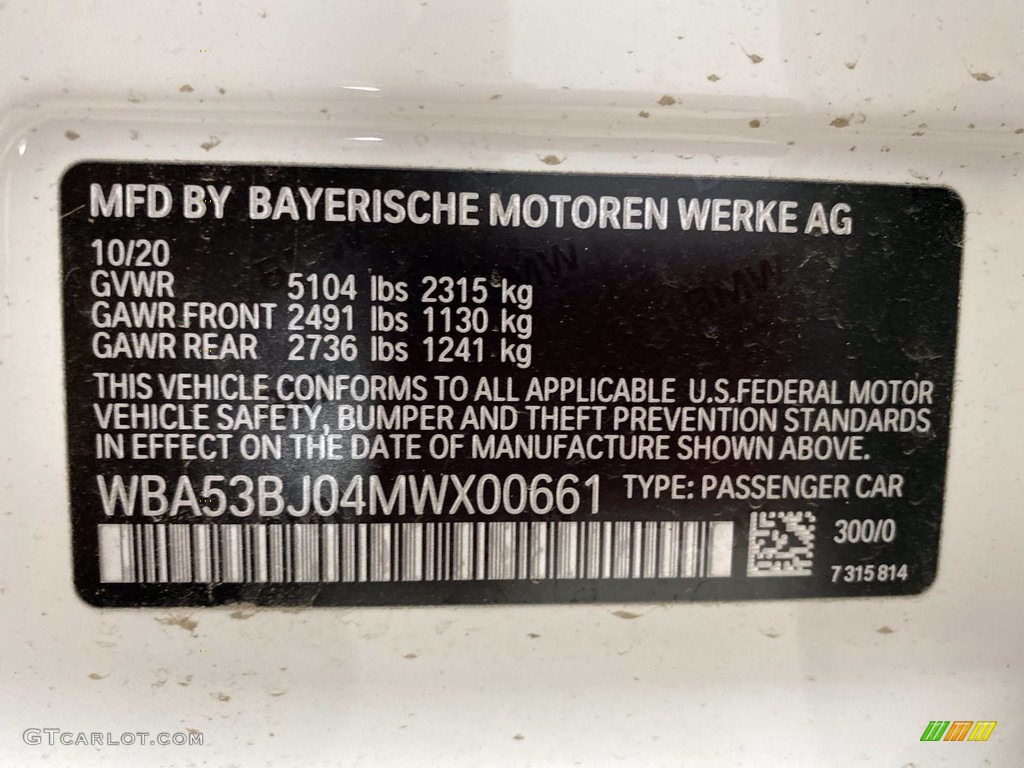 MFD BY BAYERISCHE MOTOREN WERKE AG
10/20
GVWR 5104 lbs 2315 kg
GAWR FRONT 2491 lbs 1130 kg
GAWR REAR 2736 lbs 1241 kg
THIS VEHICLE CONFORMS TO ALL APPLICABLE U.S.FEDERAL MOTOR
VEHICLE SAFETY, BUMPER AND THEFT PREVENTION STANDARDS
IN EFFECT ON THE DATE OF MANUFACTURE SHOWN ABOVE.
WBA53BJ04MWX00661 TYPE: PASSENGER CAR
300/0
7 315 814
GTCARLOT.COM